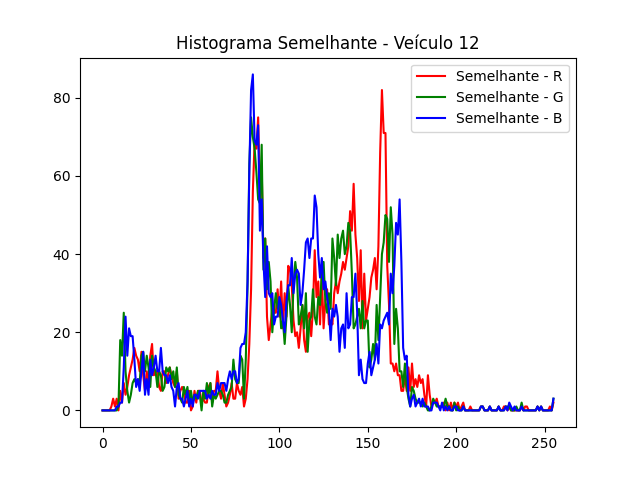 Histograma Semelhante - Veículo 12
Semelhante - R
Semelhante - G
Semelhante - B
80
60
40
20
0
0 50 100 150 200 250